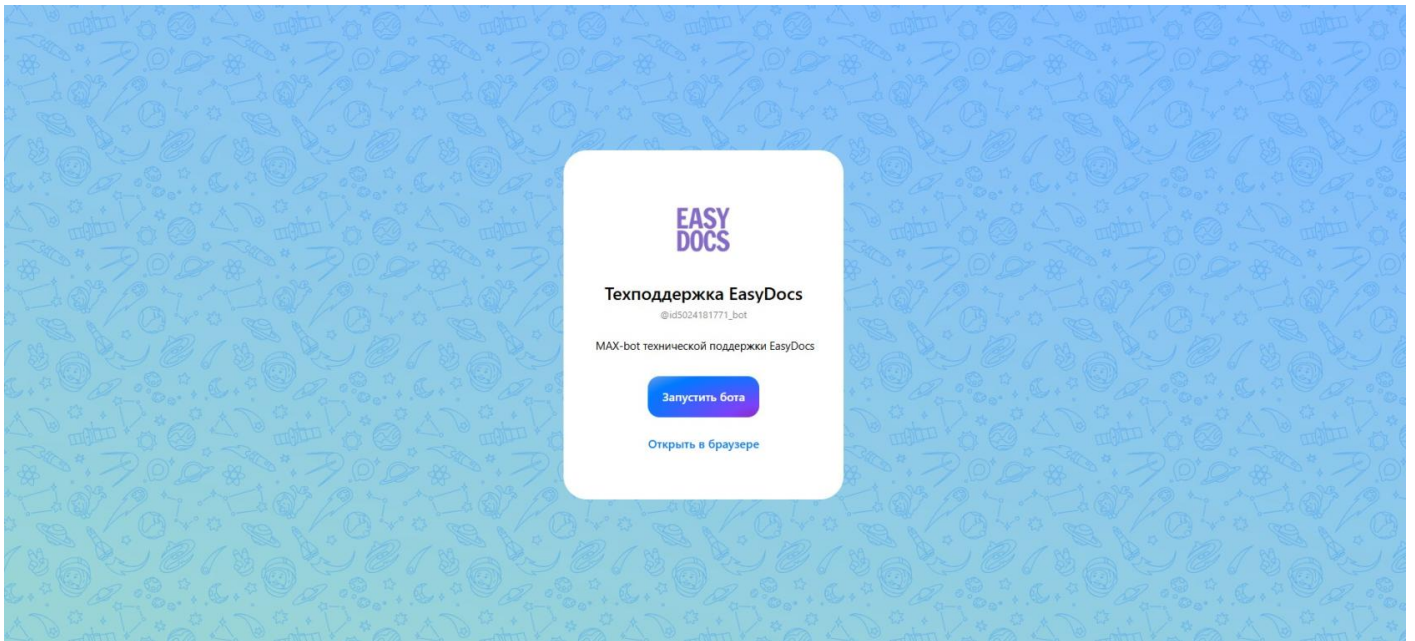 EASY
DOCS
Техподдержка EasyDocs
@id5024181771_bot
MAX-bot технической поддержки EasyDocs
Запустить бота
Открыть в браузере